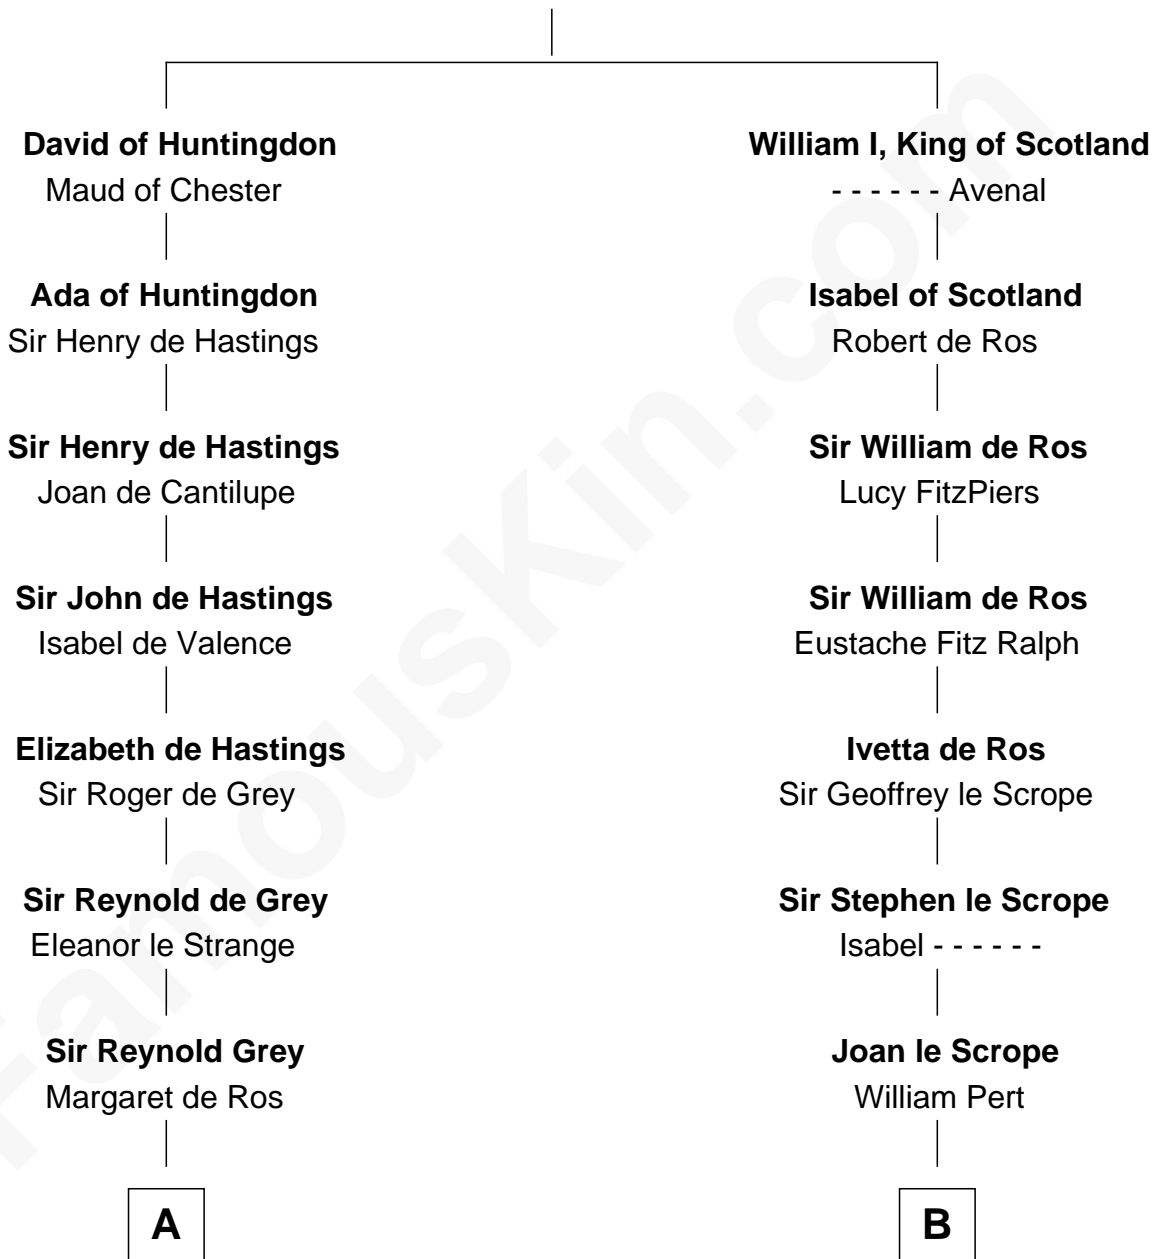 David of Huntingdon
Maud of Chester
Ada of Huntingdon
Sir Henry de Hastings
Sir Henry de Hastings
Joan de Cantilupe
Sir John de Hastings
Isabel de Valence
Elizabeth de Hastings
Sir Roger de Grey
Sir Reynold de Grey
Eleanor le Strange
Sir Reynold Grey
Margaret de Ros
A
William I, King of Scotland
- - - - - - Avenal
Isabel of Scotland
Robert de Ros
Sir William de Ros
Lucy FitzPiers
Sir William de Ros
Eustache Fitz Ralph
Ivetta de Ros
Sir Geoffrey le Scrope
Sir Stephen le Scrope
Isabel - - - - - -
Joan le Scrope
William Pert
B
FamousKin.com